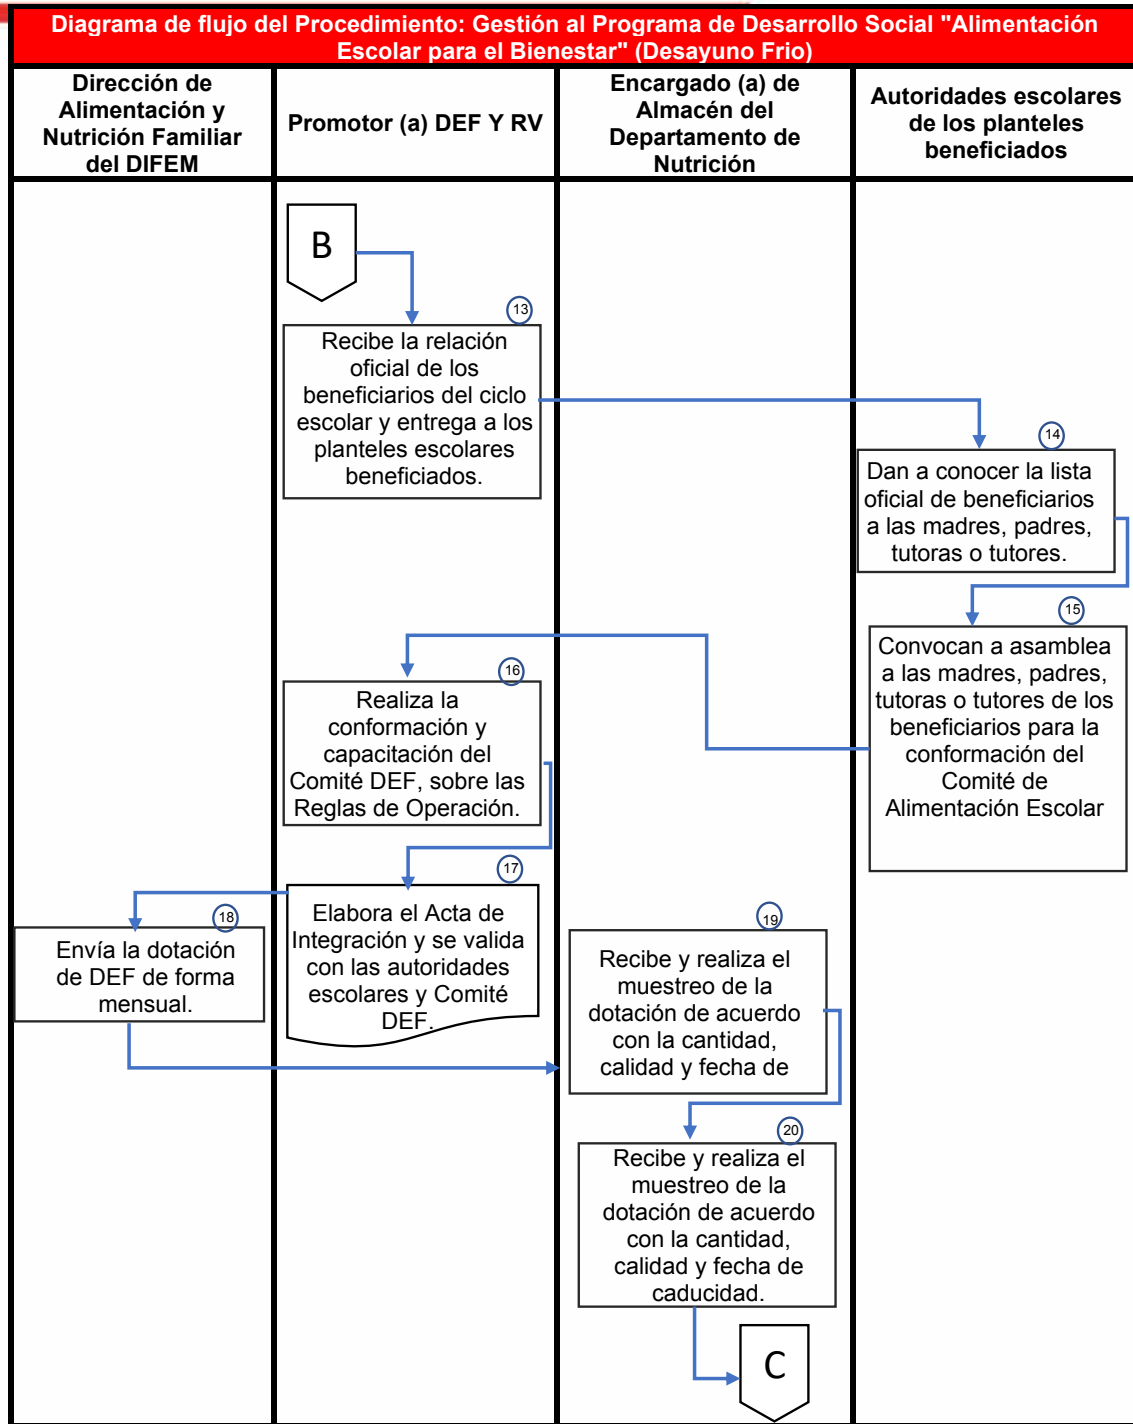 Diagrama de flujo del Procedimiento: Gestión al Programa de Desarrollo Social "Alimentación
Escolar para el Bienestar" (Desayuno Frio)
Dirección de
Alimentación y
Nutrición Familiar
del DIFEM
Promotor (a) DEF Y RV
Encargado (a) de
Almacén del
Departamento de
Nutrición
Autoridades escolares
de los planteles
beneficiados
B
13
Recibe la relación
oficial de los
beneficiarios del ciclo
escolar y entrega a los
planteles escolares
beneficiados.
14
Dan a conocer la lista
oficial de beneficiarios
a las madres, padres,
tutoras o tutores.
15
Convocan a asamblea
a las madres, padres,
tutoras o tutores de los
beneficiarios para la
conformación del
Comité de
Alimentación Escolar
16
Realiza la
conformación y
capacitación del
Comité DEF, sobre las
Reglas de Operación.
17
Elabora el Acta de
Integración y se valida
con las autoridades
escolares y Comité
DEF.
18
Envía la dotación
de DEF de forma
mensual.
19
Recibe y realiza el
muestreo de la
dotación de acuerdo
con la cantidad,
calidad y fecha de
20
Recibe y realiza el
muestreo de la
dotación de acuerdo
con la cantidad,
calidad y fecha de
caducidad.
C